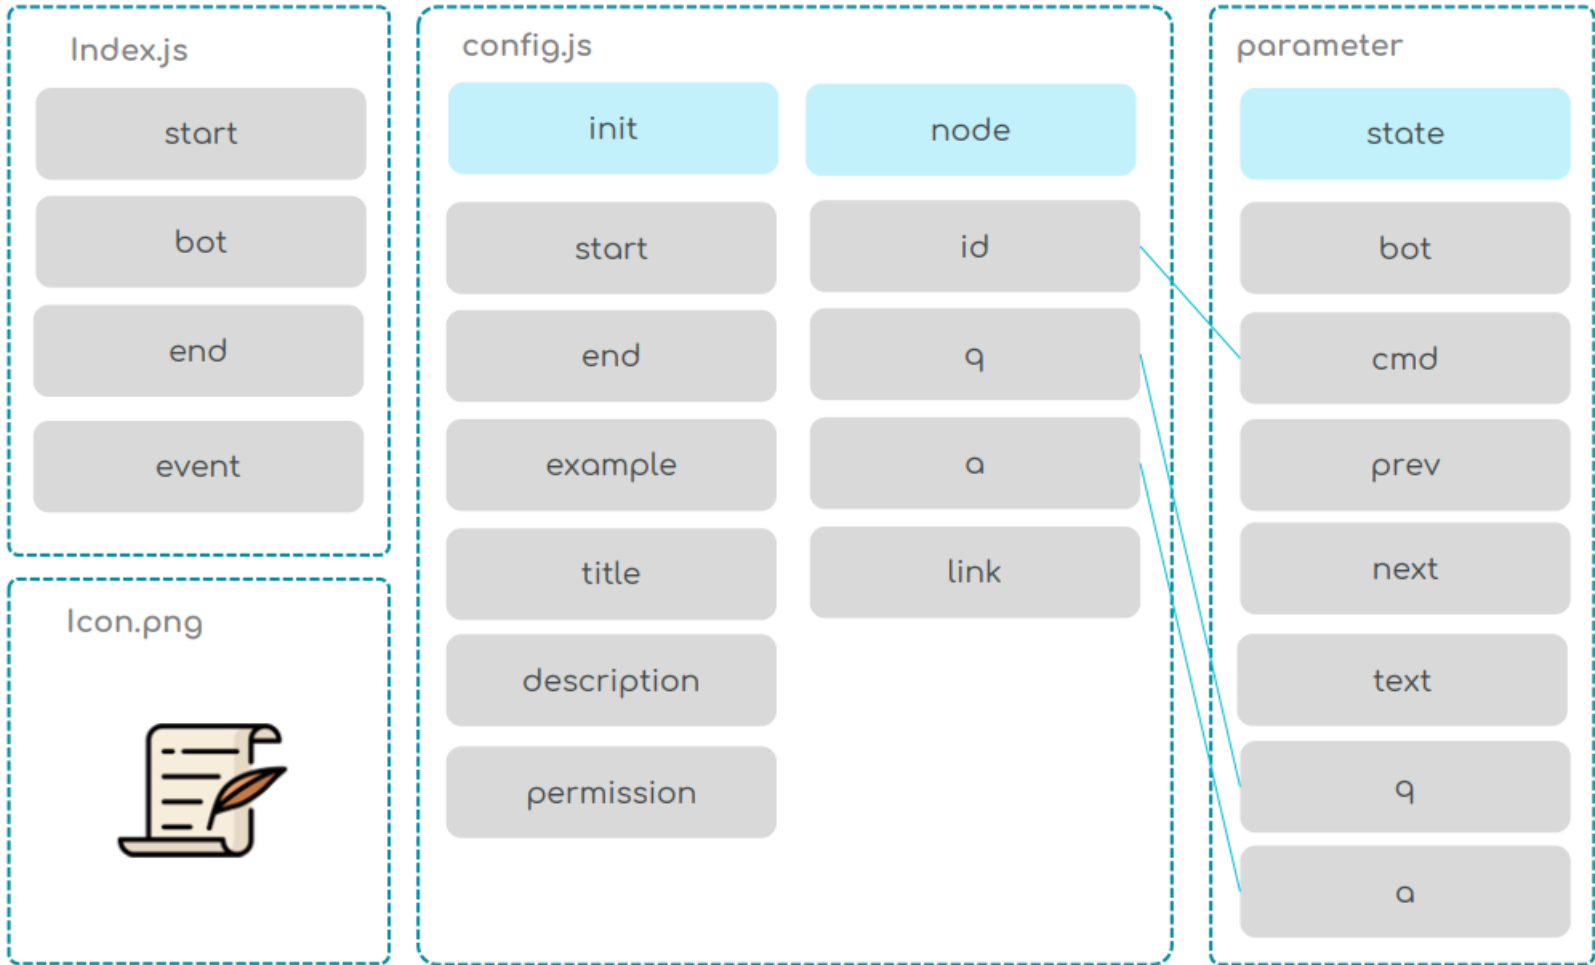 Index.js
start
bot
end
event
Icon.png
config.js
init
start
end
example
title
description
permission
node
id
q
a
link
parameter
state
bot
cmd
prev
next
text
q
a